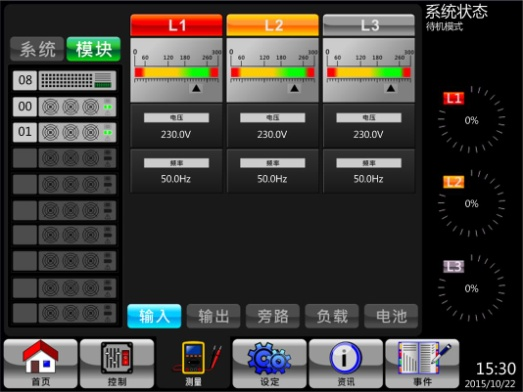 L1 L2 L3
系统状态
待机模式
系统 模块
0 60 120 180 300
0 60 120 180 300
0 60 120 180 300
08
00
01
电压 电压 电压
230.0V 230.0V 230.0V
频率 频率 频率
50.0Hz 50.0Hz 50.0Hz
L1
0%
L2
0%
L3
0%
输入 输出 旁路 负载 电池
首页 控制 测量 设定 资讯 事件
15:30
2015/10/22